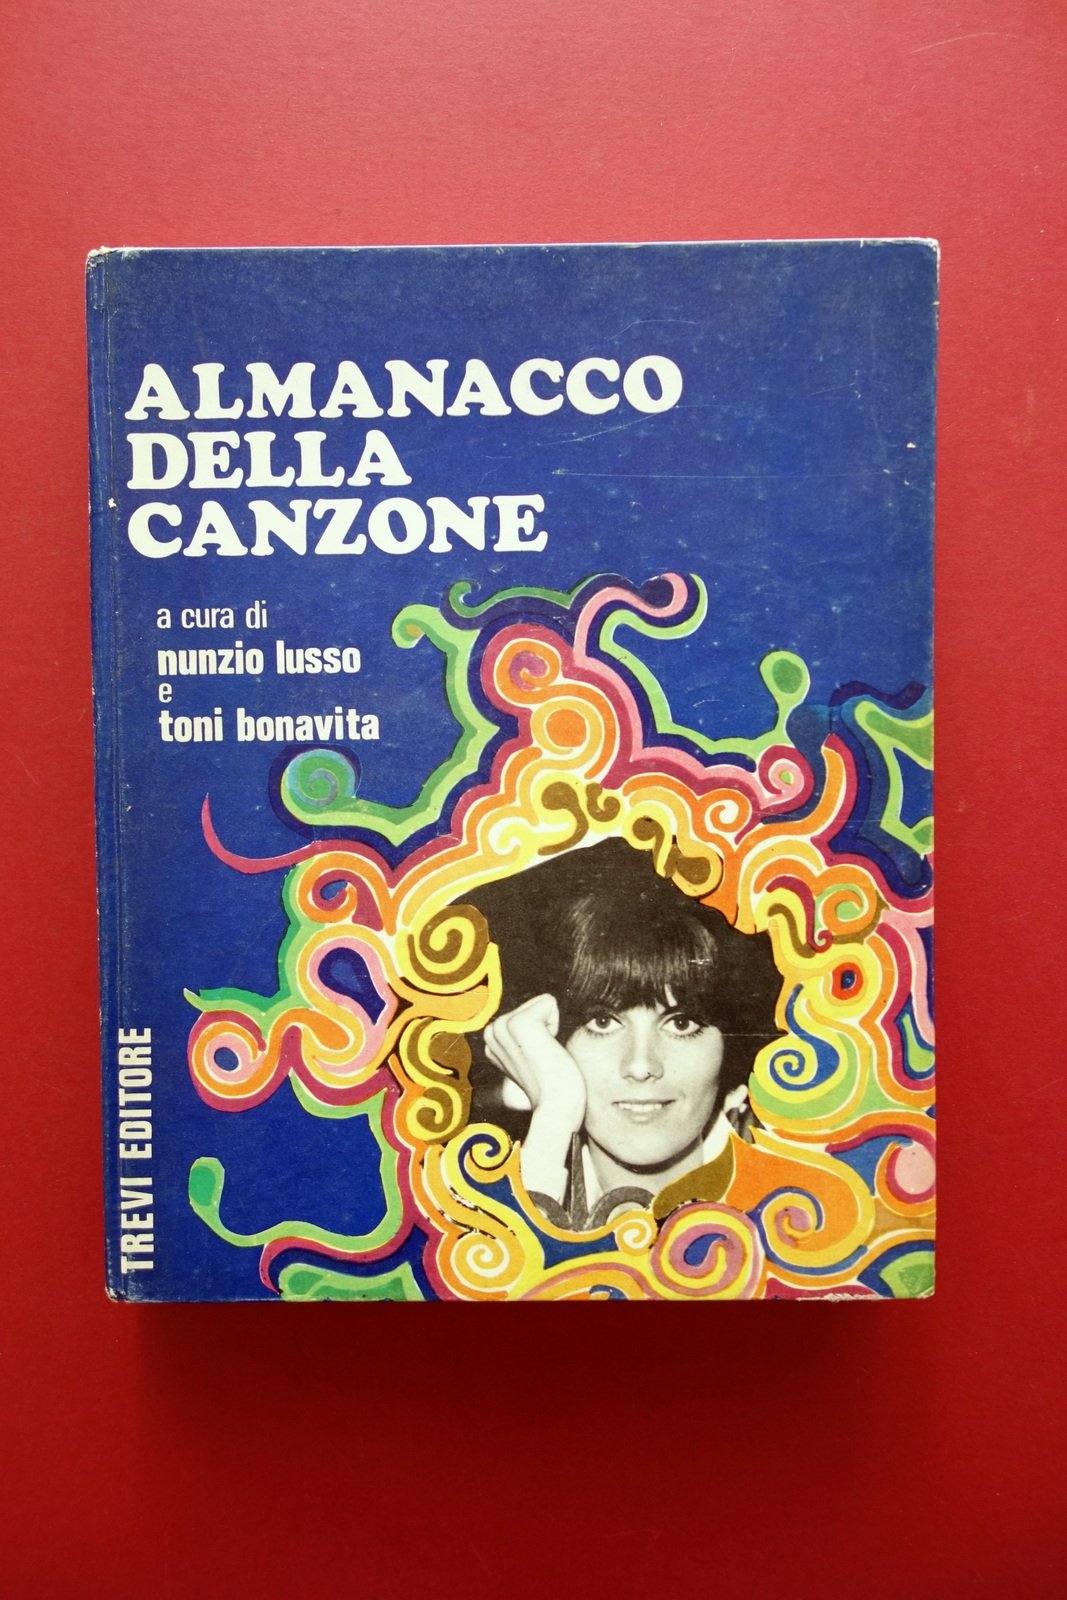 ALMANACCO
DELLA
CANZONE
a cura di
nunzio lusso
e
toni bonavita
TREVI EDITORE